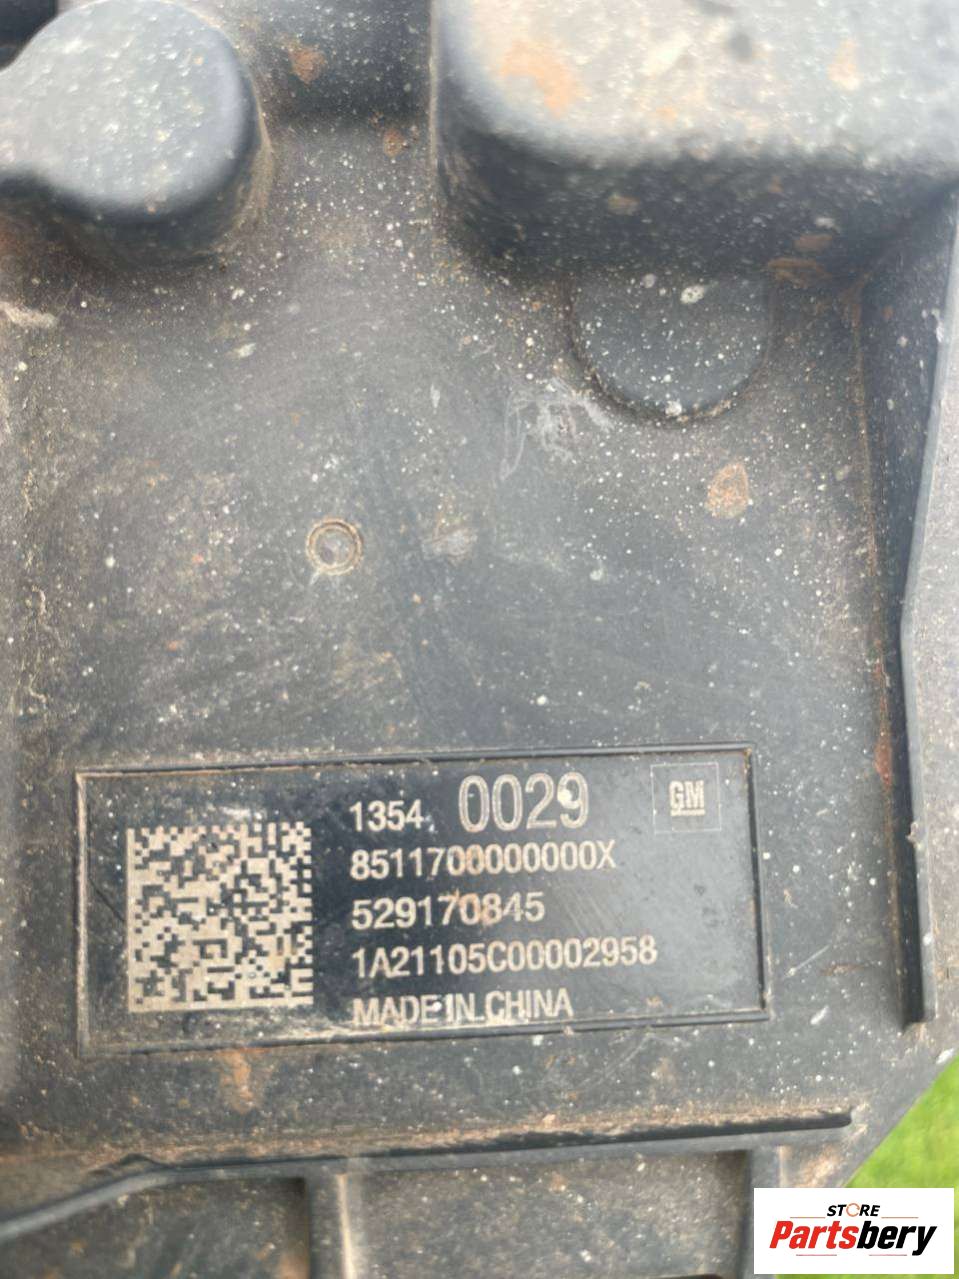 1354 0029 GM
8511700000000X
529170845
1A21105C00002958
MADE IN CHINA
STORE
Partsbery